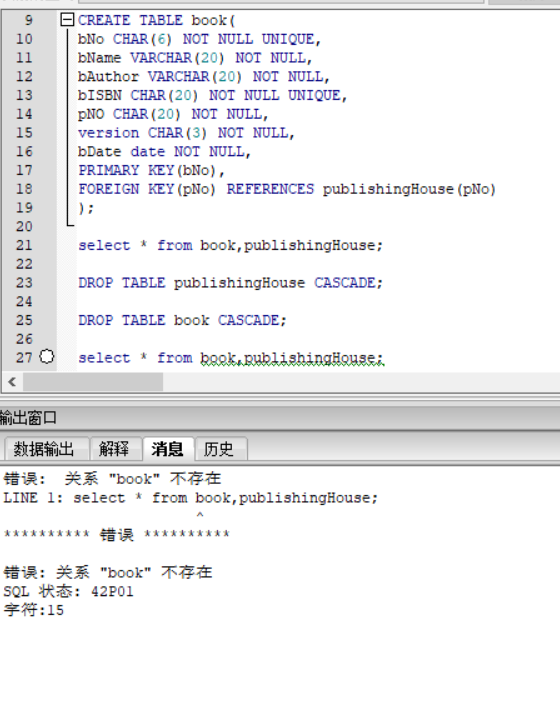 9 CREATE TABLE book(
10 bNo CHAR(6) NOT NULL UNIQUE,
11 bName VARCHAR(20) NOT NULL,
12 bAuthor VARCHAR(20) NOT NULL,
13 bISBN CHAR(20) NOT NULL UNIQUE,
14 pNO CHAR(20) NOT NULL,
15 version CHAR(3) NOT NULL,
16 bDate date NOT NULL,
17 PRIMARY KEY(bNo),
18 FOREIGN KEY(pNo) REFERENCES publishingHouse(pNo)
19 );
20
21 select * from book,publishingHouse;
22
23 DROP TABLE publishingHouse CASCADE;
24
25 DROP TABLE book CASCADE;
26
27 select * from book,publishingHouse;
输出窗口
数据输出 解释 消息 历史
错误: 关系 "book" 不存在
LINE 1: select * from book,publishingHouse;
^
********** 错误 **********
错误: 关系 "book" 不存在
SQL 状态: 42P01
字符:15